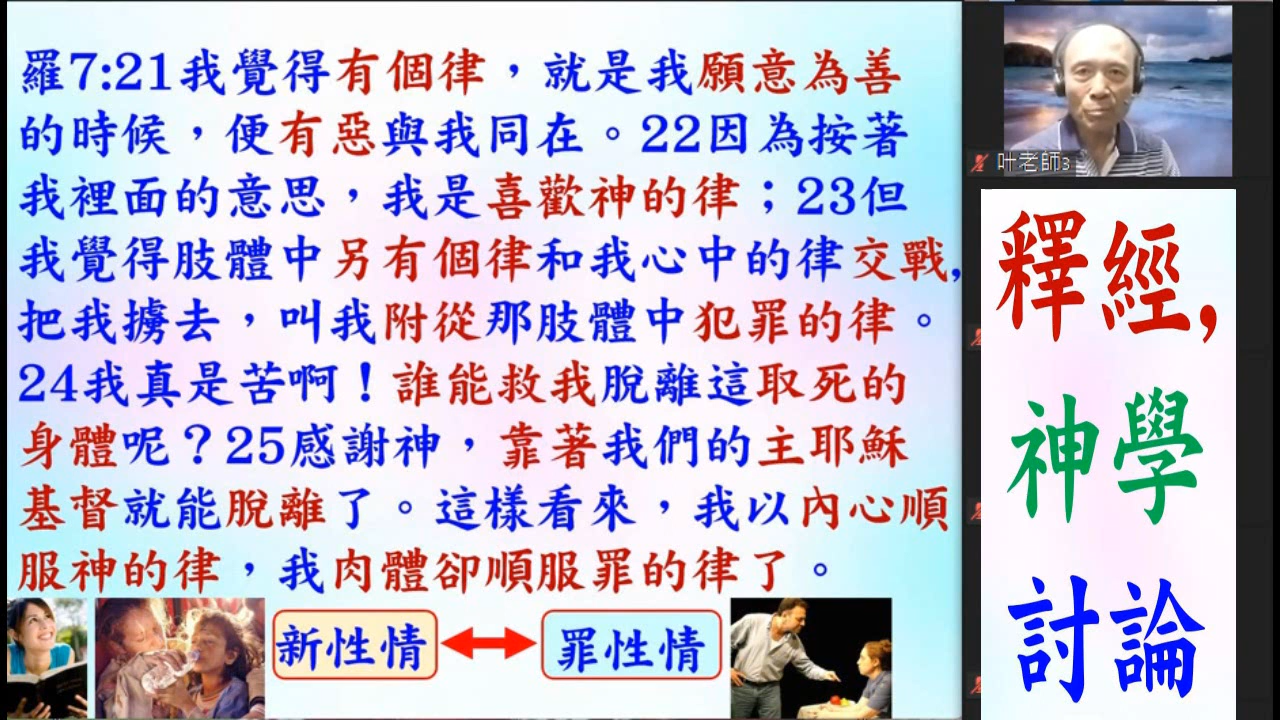 羅7:21我覺得有個律，就是我願意為善
的時候，便有惡與我同在。22因為按著
我裡面的意思，我是喜歡神的律；23但
我覺得肢體中另有個律和我心中的律交戰,
把我擄去，叫我附從那肢體中犯罪的律。
24我真是苦啊！誰能救我脫離這取死的
身體呢？25感謝神，靠著我們的主耶穌
基督就能脫離了。這樣看來，我以內心順
服神的律，我肉體卻順服罪的律了。
新性情
罪性情
叶老師3
釋經,
神學
討論